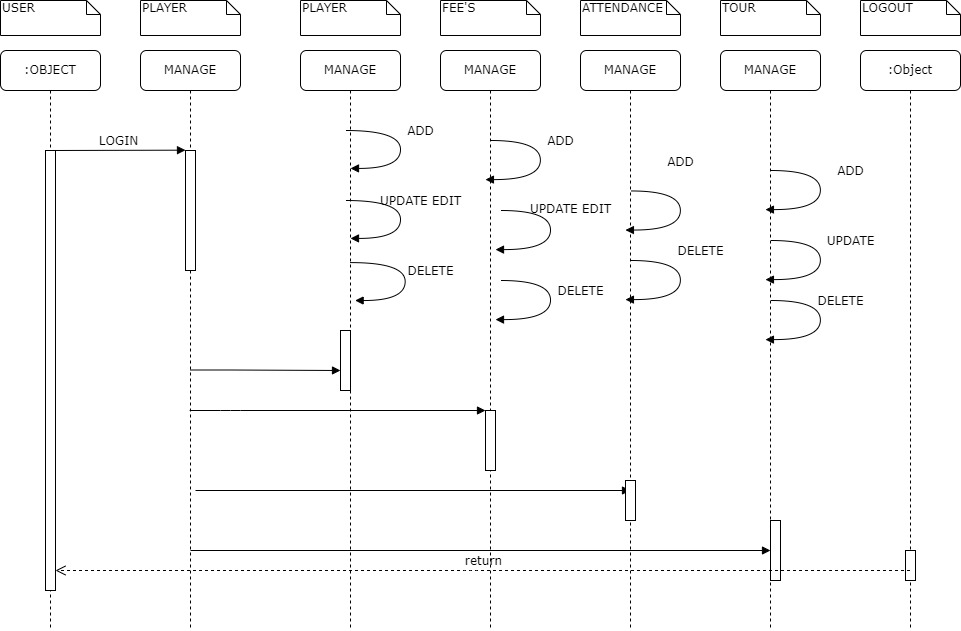 USER
PLAYER
PLAYER
FEE'S
ATTENDANCE
TOUR
LOGOUT
:OBJECT
MANAGE
MANAGE
MANAGE
MANAGE
MANAGE
:Object
LOGIN
ADD
ADD
ADD
ADD
UPDATE EDIT
UPDATE EDIT
UPDATE
DELETE
DELETE
DELETE
DELETE
return